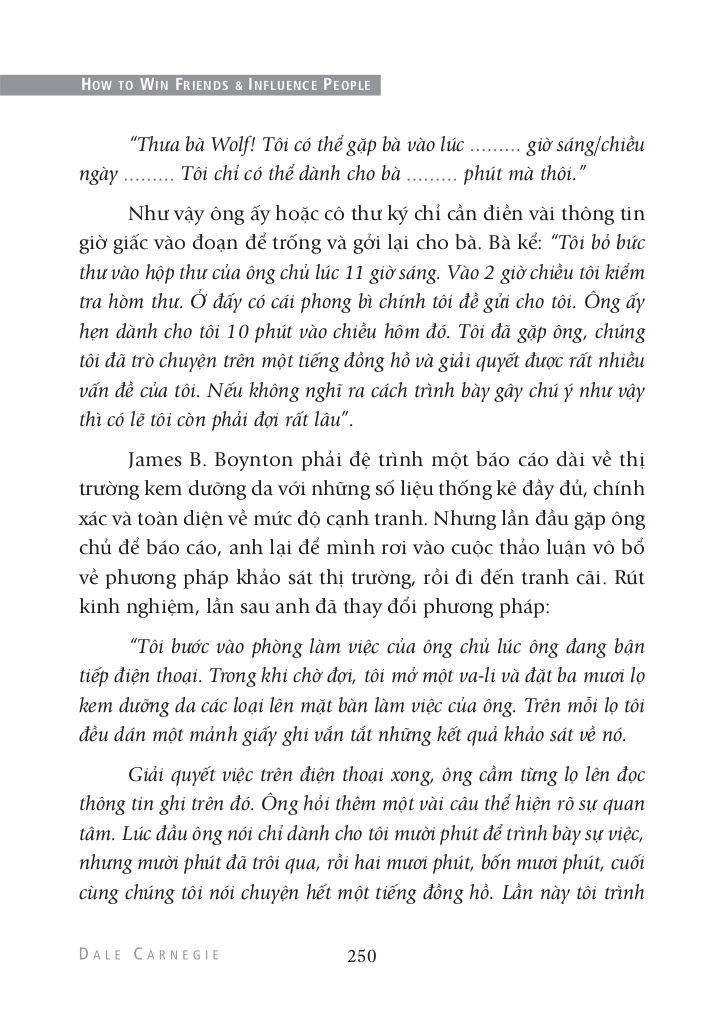 HOW TO WIN FRIENDS & INFLUENCE PEOPLE
“Thưa bà Wolf! Tôi có thể gặp bà vào lúc ......... giờ sáng/chiều
ngày ......... Tôi chỉ có thể dành cho bà ......... phút mà thôi.”
Như vậy ông ấy hoặc cô thư ký chỉ cần điền vài thông tin
giờ giấc vào đoạn để trống và gởi lại cho bà. Bà kể: “Tôi bỏ bức
thư vào hộp thư của ông chủ lúc 11 giờ sáng. Vào 2 giờ chiều tôi kiểm
tra hòm thư. Ở đấy có cái phong bì chính tôi đề gửi cho tôi. Ông ấy
hẹn dành cho tôi 10 phút vào chiều hôm đó. Tôi đã gặp ông, chúng
tôi đã trò chuyện trên một tiếng đồng hồ và giải quyết được rất nhiều
vấn đề của tôi. Nếu không nghĩ ra cách trình bày gây chú ý như vậy
thì có lẽ tôi còn phải đợi rất lâu”.
James B. Boynton phải đệ trình một báo cáo dài về thị
trường kem dưỡng da với những số liệu thống kê đầy đủ, chính
xác và toàn diện về mức độ cạnh tranh. Nhưng lần đầu gặp ông
chủ để báo cáo, anh lại để mình rơi vào cuộc thảo luận vô bổ
về phương pháp khảo sát thị trường, rồi đi đến tranh cãi. Rút
kinh nghiệm, lần sau anh đã thay đổi phương pháp:
“Tôi bước vào phòng làm việc của ông chủ lúc ông đang bận
tiếp điện thoại. Trong khi chờ đợi, tôi mở một va-li và đặt ba mươi lọ
kem dưỡng da các loại lên mặt bàn làm việc của ông. Trên mỗi lọ tôi
đều dán một mảnh giấy ghi vắn tắt những kết quả khảo sát về nó.
Giải quyết việc trên điện thoại xong, ông cầm từng lọ lên đọc
thông tin ghi trên đó. Ông hỏi thêm một vài câu thể hiện rõ sự quan
tâm. Lúc đầu ông nói chỉ dành cho tôi mười phút để trình bày sự việc,
nhưng mười phút đã trôi qua, rồi hai mươi phút, bốn mươi phút, cuối
cùng chúng tôi nói chuyện hết một tiếng đồng hồ. Lần này tôi trình
DALE CARNEGIE
250